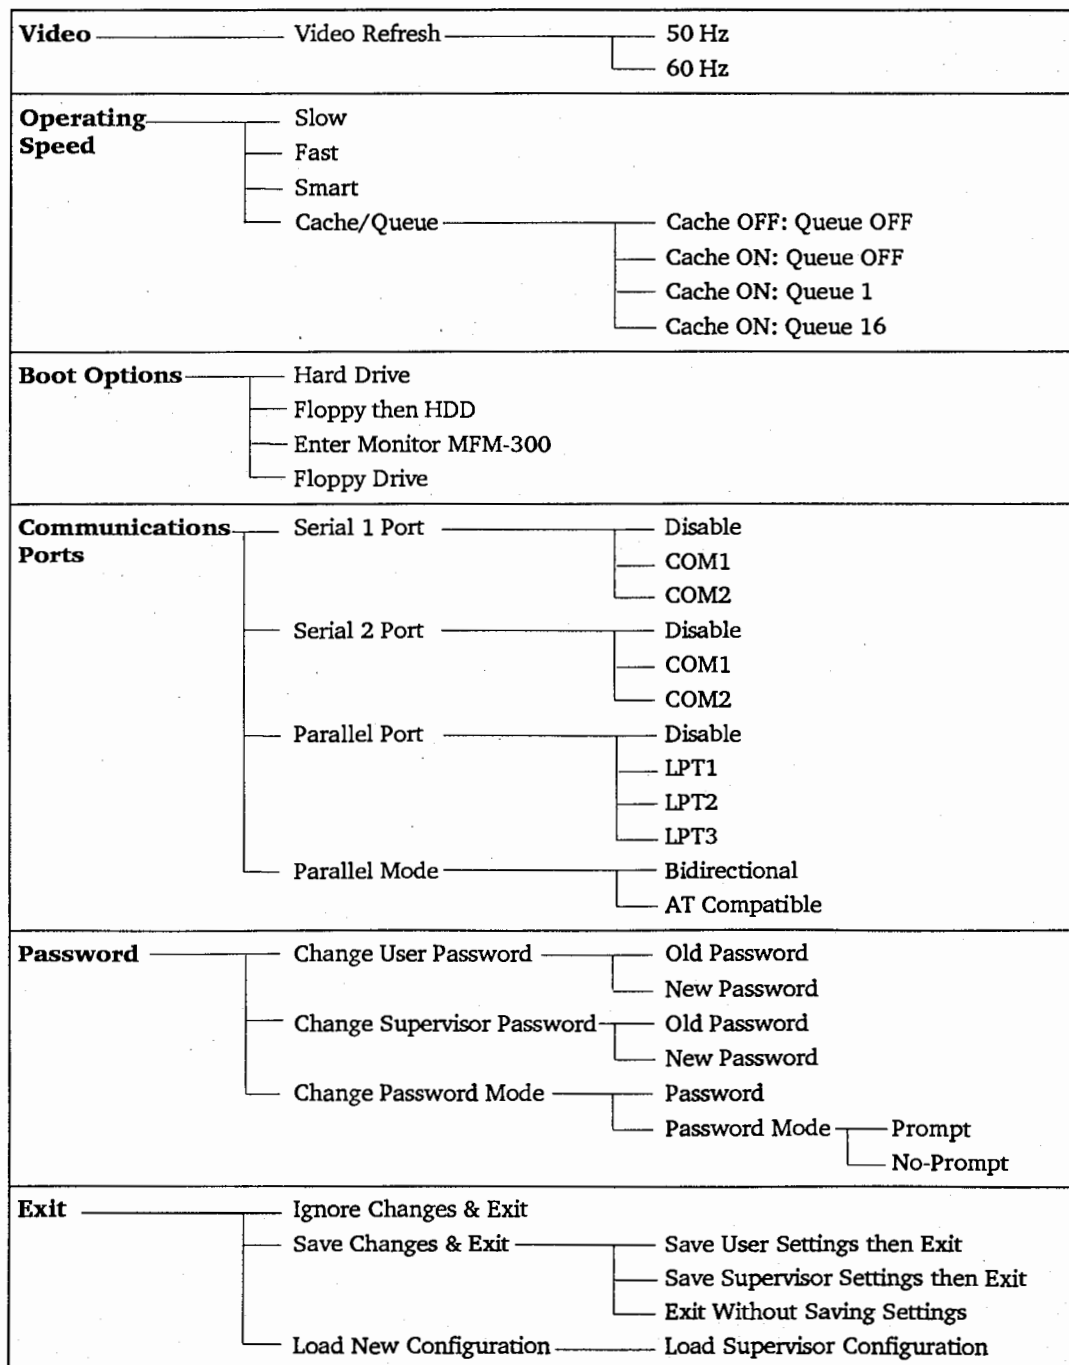 Video Video Refresh 50 Hz
60 Hz
Operating Slow
Speed
Fast
Smart
Cache/Queue Cache OFF: Queue OFF
Cache ON: Queue OFF
Cache ON: Queue 1
Cache ON: Queue 16
Boot Options Hard Drive
Floppy then HDD
Enter Monitor MFM-300
Floppy Drive
Communications Serial 1 Port Disable
Ports
COM1
COM2
Serial 2 Port Disable
COM1
COM2
Parallel Port Disable
LPT1
LPT2
LPT3
Parallel Mode Bidirectional
AT Compatible
Password Change User Password Old Password
New Password
Change Supervisor Password Old Password
New Password
Change Password Mode Password
Password Mode Prompt
No-Prompt
Exit Ignore Changes & Exit
Save Changes & Exit Save User Settings then Exit
Save Supervisor Settings then Exit
Exit Without Saving Settings
Load New Configuration Load Supervisor Configuration